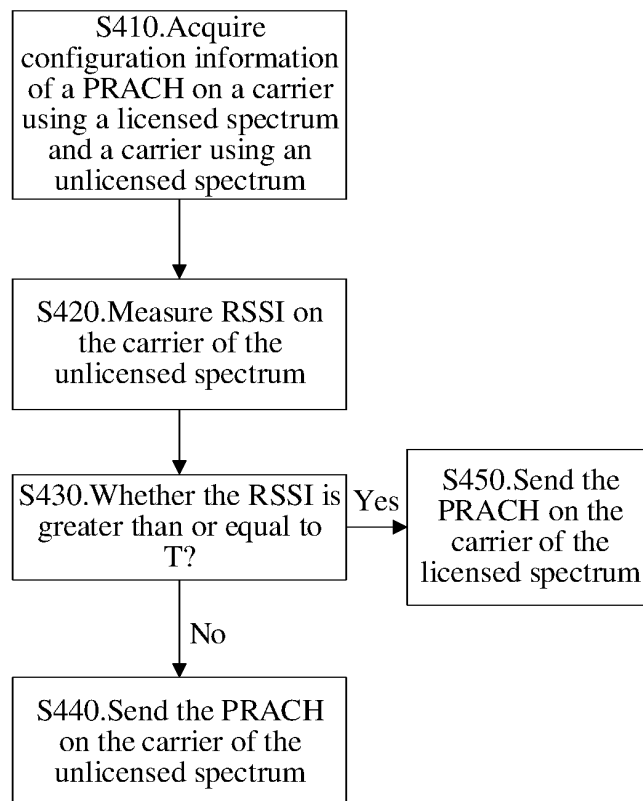 S410.Acquire
configuration information
of a PRACH on a carrier
using a licensed spectrum
and a carrier using an
unlicensed spectrum
S420.Measure RSSI on
the carrier of the
unlicensed spectrum
S430.Whether the RSSI is
greater than or equal to
T?
Yes
S450.Send the
PRACH on the
carrier of the
licensed spectrum
No
S440.Send the PRACH
on the carrier of the
unlicensed spectrum